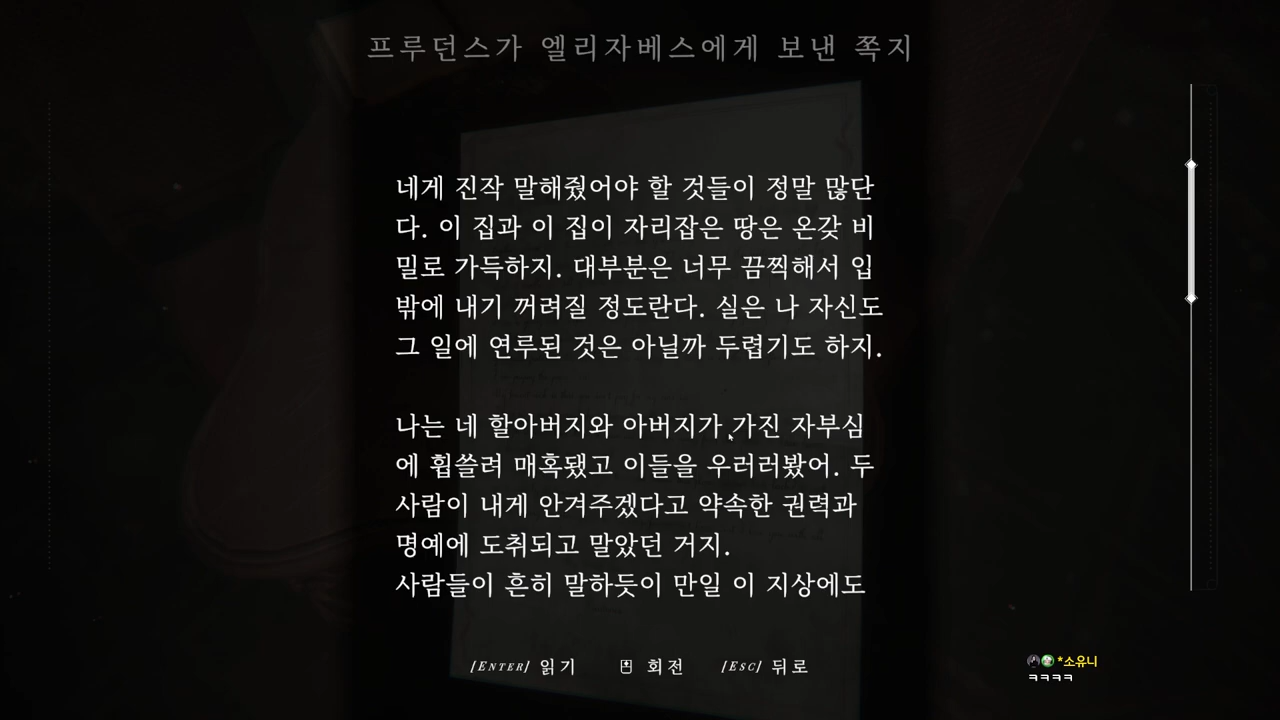 프루던스가 엘리자베스에게 보낸 쪽지
네게 진작 말해줬어야 할 것들이 정말 많단
다. 이 집과 이 집이 자리잡은 땅은 온갖 비
밀로 가득하지. 대부분은 너무 끔찍해서 입
밖에 내기 꺼려질 정도란다. 실은 나 자신도
그 일에 연루된 것은 아닐까 두렵기도 하지.
나는 네 할아버지와 아버지가 가진 자부심
에 휩쓸려 매혹됐고 이들을 우러러봤어. 두
사람이 내게 안겨주겠다고 약속한 권력과
명예에 도취되고 말았던 거지.
사람들이 흔히 말하듯이 만일 이 지상에도
[ENTER] 읽기 회전 [ESC] 뒤로
*소유니
ㅋㅋㅋㅋ